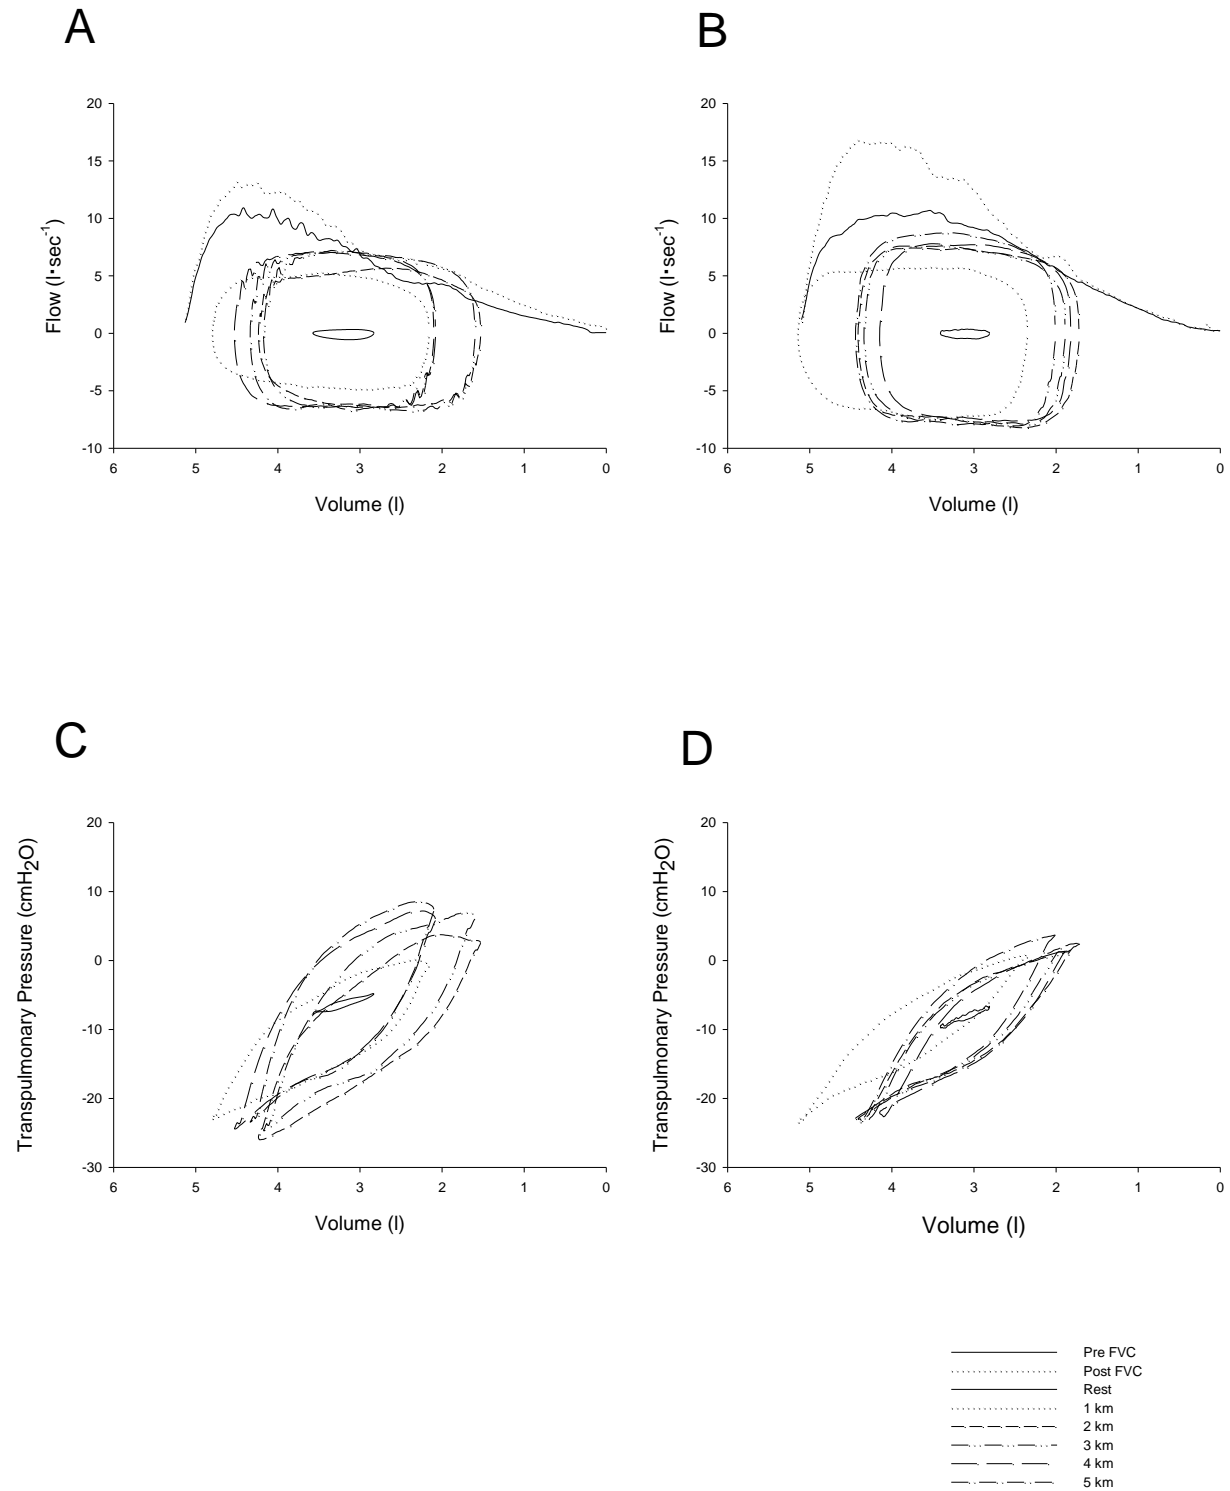 A B
20 20
15 15
10 10
5 5
0 0
-5 -5
-10 -10
Flow (l•sec⁻¹) Flow (l•sec⁻¹)
6 5 4 3 2 1 0 6 5 4 3 2 1 0
Volume (l) Volume (l)
C D
20 20
10 10
0 0
-10 -10
-20 -20
-30 -30
Transpulmonary Pressure (cmH₂O) Transpulmonary Pressure (cmH₂O)
6 5 4 3 2 1 0 6 5 4 3 2 1 0
Volume (l) Volume (l)
Pre FVC
Post FVC
Rest
1 km
2 km
3 km
4 km
5 km